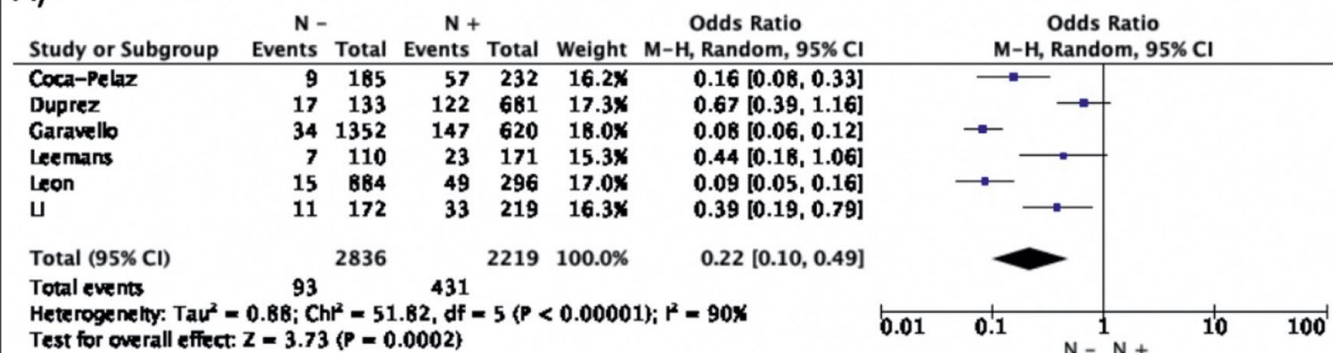 N – N + Odds Ratio Odds Ratio
Study or Subgroup Events Total Events Total Weight M-H, Random, 95% CI M-H, Random, 95% CI
Coca-Pelaz 9 185 57 232 16.2% 0.16 [0.08, 0.33]
Duprez 17 133 122 681 17.3% 0.67 [0.39, 1.16]
Garavello 34 1352 147 620 18.0% 0.08 [0.06, 0.12]
Leemans 7 110 23 171 15.3% 0.44 [0.18, 1.06]
Leon 15 884 49 296 17.0% 0.09 [0.05, 0.16]
LI 11 172 33 219 16.3% 0.39 [0.19, 0.79]
Total (95% CI) 2836 2219 100.0% 0.22 [0.10, 0.49]
Total events 93 431
Heterogeneity: Tau² = 0.88; Chi² = 51.82, df = 5 (P < 0.00001); I² = 90%
Test for overall effect: Z = 3.73 (P = 0.0002)
0.01 0.1 1 10 100
N – N +